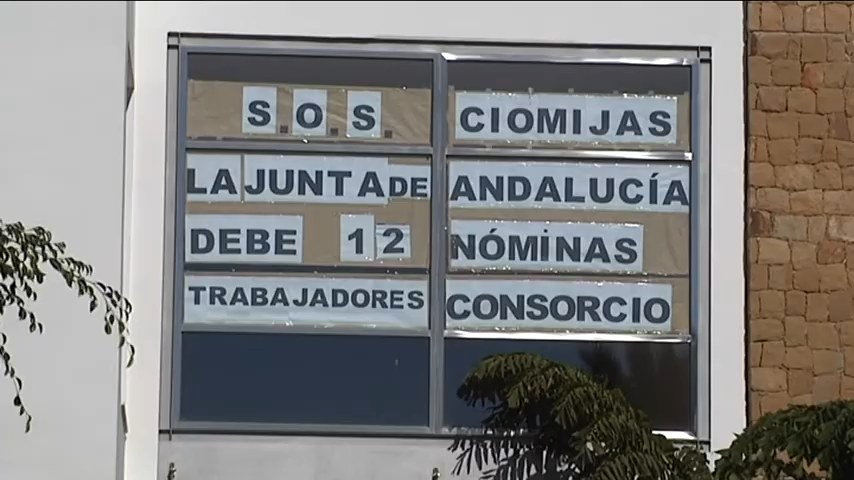 S.O.S. CIOMIJAS
LA JUNTA DE ANDALUCÍA
DEBE 12 NÓMINAS
TRABAJADORES CONSORCIO